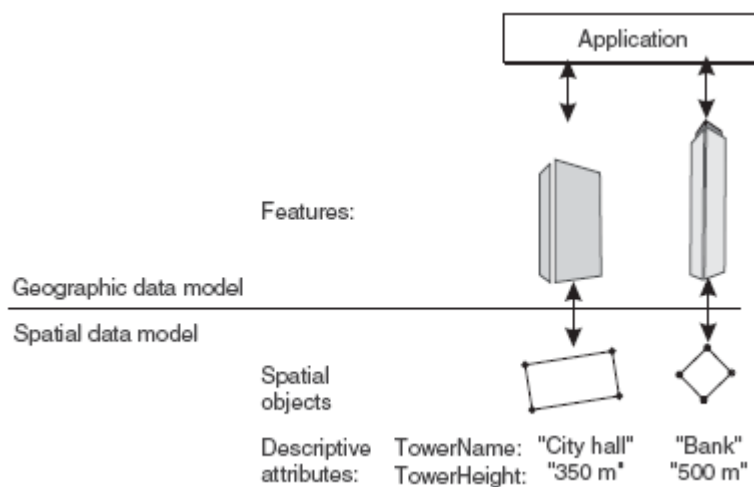 Application
Features:
Geographic data model
Spatial data model
Spatial
objects
Descriptive TowerName: "City hall" "Bank"
attributes: TowerHeight: "350 m" "500 m"